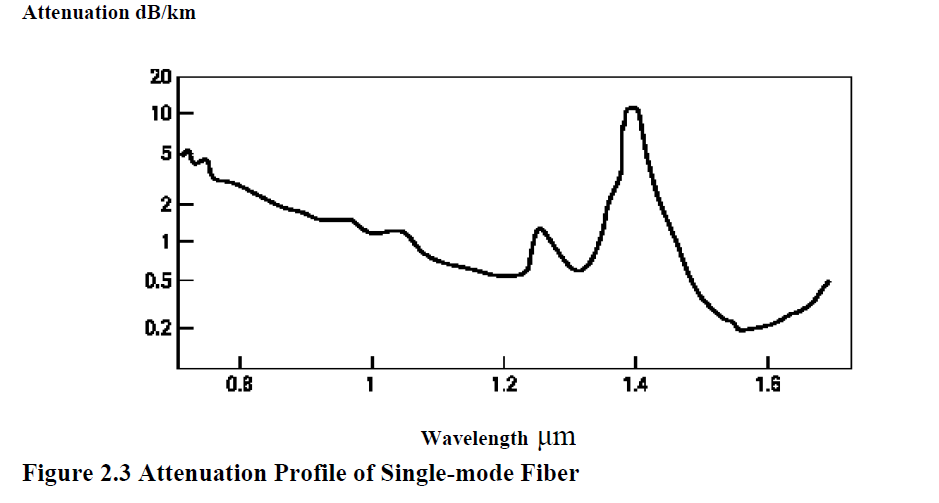 Attenuation dB/km
20
10
5
2
1
0.5
0.2
0.8 1 1.2 1.4 1.6
Wavelength μm
Figure 2.3 Attenuation Profile of Single-mode Fiber